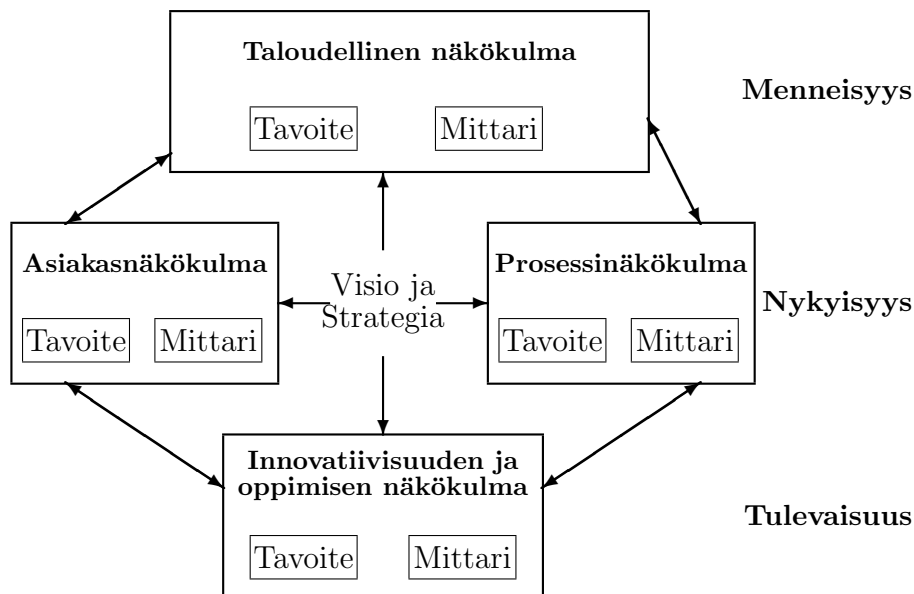 Taloudellinen näkökulma
Menneisyys
Tavoite
Mittari
Asiakasnäkökulma
Prosessinäkökulma
Visio ja
Strategia
Nykyisyys
Tavoite
Mittari
Tavoite
Mittari
Innovatiivisuuden ja
oppimisen näkökulma
Tulevaisuus
Tavoite
Mittari